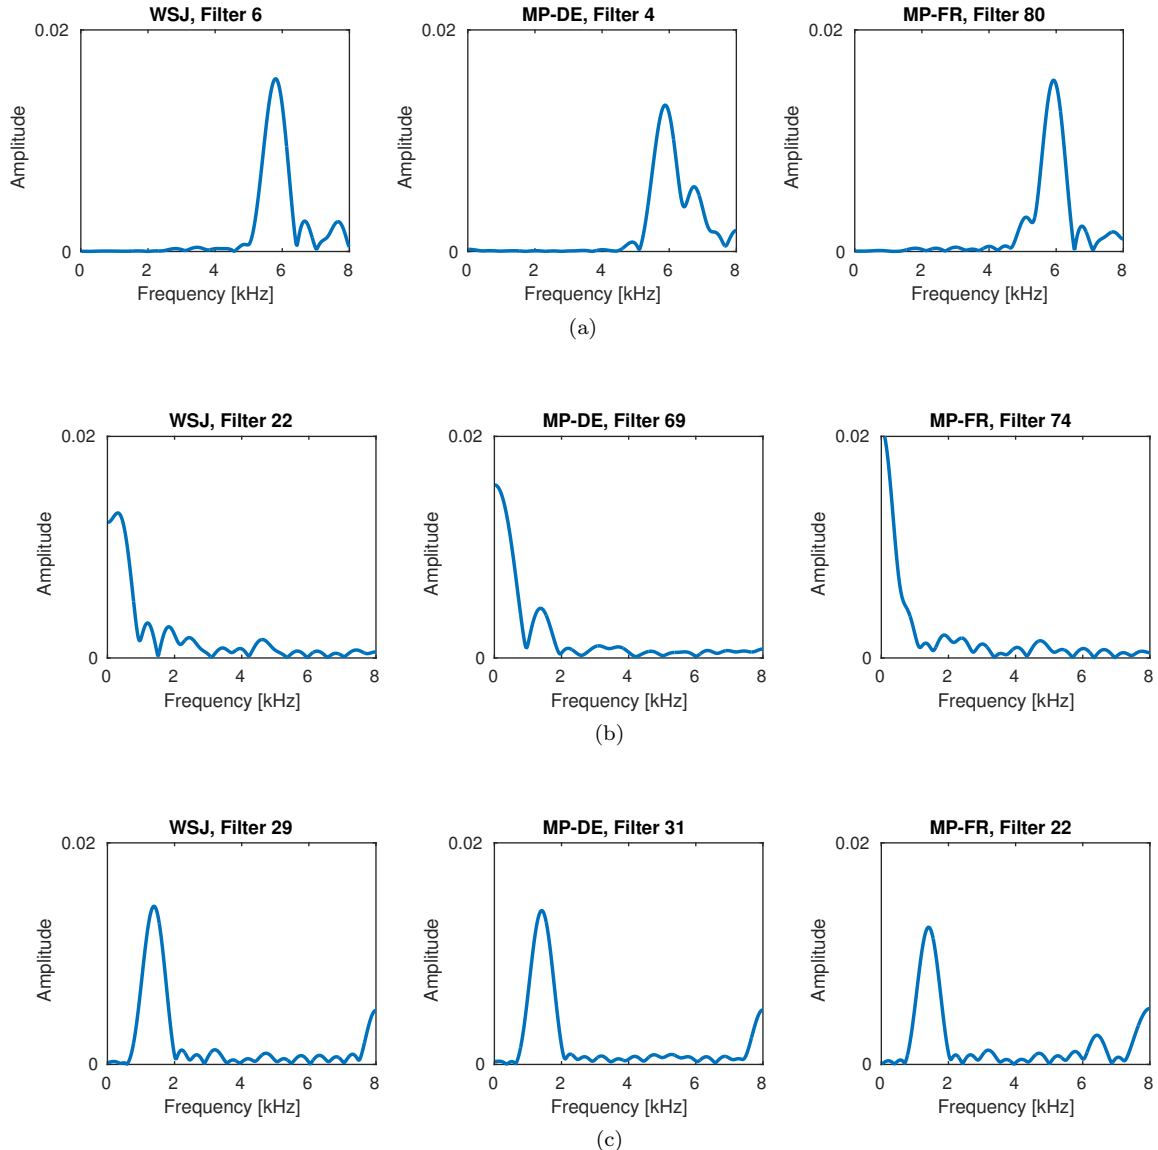 WSJ, Filter 6
0.02
Amplitude
0
0 2 4 6 8
Frequency [kHz]
MP-DE, Filter 4
0.02
Amplitude
0
0 2 4 6 8
Frequency [kHz]
MP-FR, Filter 80
0.02
Amplitude
0
0 2 4 6 8
Frequency [kHz]
(a)
WSJ, Filter 22
0.02
Amplitude
0
0 2 4 6 8
Frequency [kHz]
MP-DE, Filter 69
0.02
Amplitude
0
0 2 4 6 8
Frequency [kHz]
MP-FR, Filter 74
0.02
Amplitude
0
0 2 4 6 8
Frequency [kHz]
(b)
WSJ, Filter 29
0.02
Amplitude
0
0 2 4 6 8
Frequency [kHz]
MP-DE, Filter 31
0.02
Amplitude
0
0 2 4 6 8
Frequency [kHz]
MP-FR, Filter 22
0.02
Amplitude
0
0 2 4 6 8
Frequency [kHz]
(c)